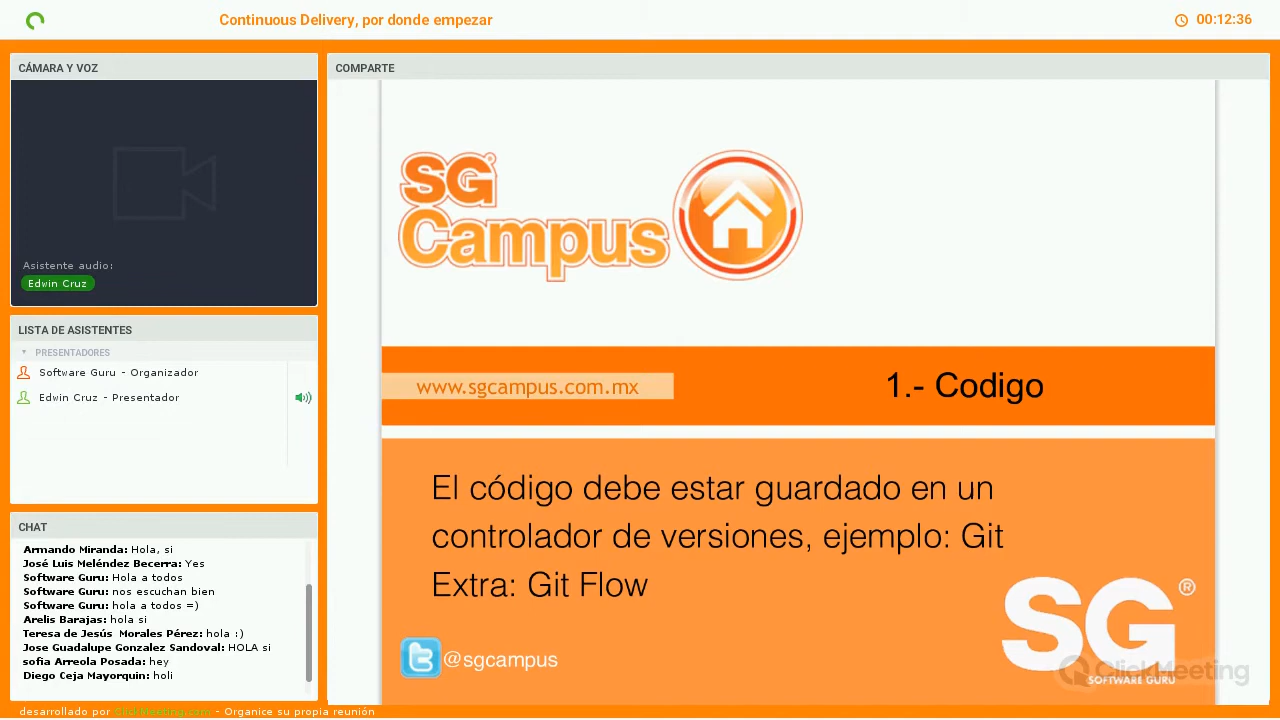 Continuous Delivery, por donde empezar
00:12:36
CÁMARA Y VOZ
Asistente audio:
Edwin Cruz
LISTA DE ASISTENTES
PRESENTADORES
Software Guru - Organizador
Edwin Cruz - Presentador
CHAT
Armando Miranda: Hola, si
José Luis Meléndez Becerra: Yes
Software Guru: Hola a todos
Software Guru: nos escuchan bien
Software Guru: hola a todos =)
Arelis Barajas: hola si
Teresa de Jesús Morales Pérez: hola :)
Jose Guadalupe Gonzalez Sandoval: HOLA si
sofia Arreola Posada: hey
Diego Ceja Mayorquin: holi
desarrollado por ClickMeeting.com - Organice su propia reunión
COMPARTE
SG
Campus
www.sgcampus.com.mx
1.- Codigo
El código debe estar guardado en un
controlador de versiones, ejemplo: Git
Extra: Git Flow
@sgcampus
SG®
SOFTWARE GURU
ClickMeeting